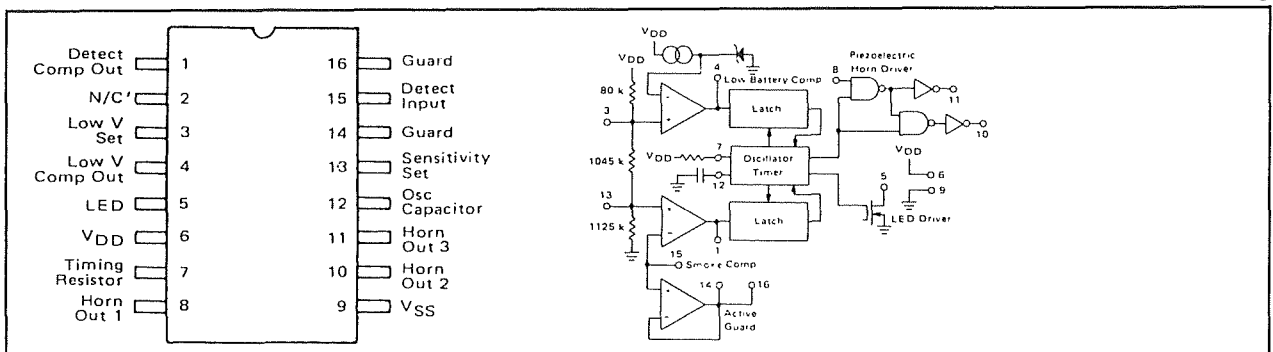 Detect
Comp Out
1
N/C'
2
Low V
Set
3
Low V
Comp Out
4
LED
5
VDD
6
Timing
Resistor
7
Horn
Out 1
8
16
Guard
15
Detect
Input
14
Guard
13
Sensitivity
Set
12
Osc
Capacitor
11
Horn
Out 3
10
Horn
Out 2
9
VSS
VDD
VDD
80 k
3
1045 k
13
1125 k
4
Low Battery Comp
Latch
VDD
7
12
Oscillator
Timer
Latch
1
15
Smoke Comp
14
16
Active
Guard
Piezoelectric
Horn Driver
8
11
10
VDD
6
9
5
LED Driver